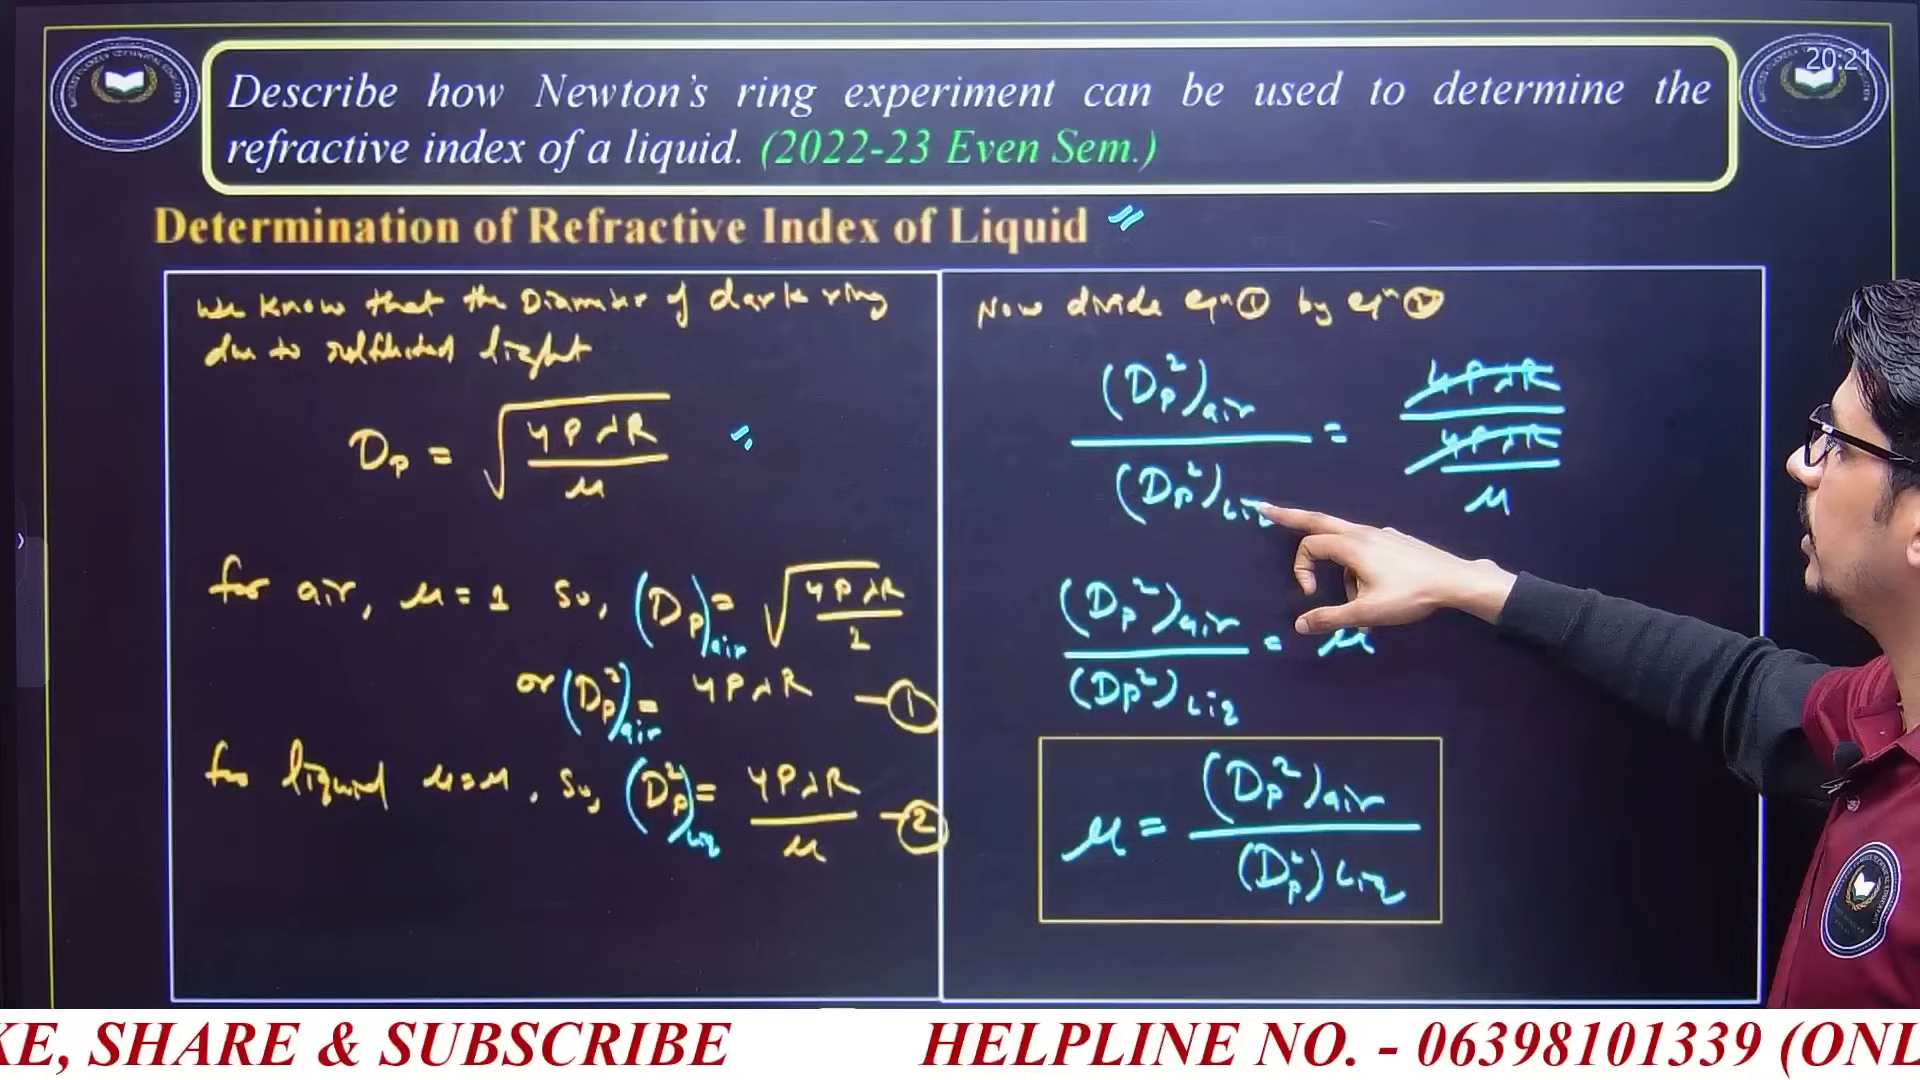 20:21
Describe how Newton's ring experiment can be used to determine the
refractive index of a liquid. (2022-23 Even Sem.)
Determination of Refractive Index of Liquid
We know that the Diameter of dark ring
due to reflected light
Dₚ = √(4PλR/μ)
for air, μ = 1 so, (Dₚ)air = √(4PλR/1)
or (Dₚ²)air = 4PλR —①
for liquid μ=μ, so, (Dₚ²)Liq = 4PλR/μ —②
Now divide eqⁿ ① by eqⁿ ②
(Dₚ²)air/(Dₚ²)Liq = 4PλR/(4PλR/μ)
(Dₚ²)air/(Dₚ²)Liq = μ
μ = (Dₚ²)air/(Dₚ²)Liq
KE, SHARE & SUBSCRIBE HELPLINE NO. - 06398101339 (ONL